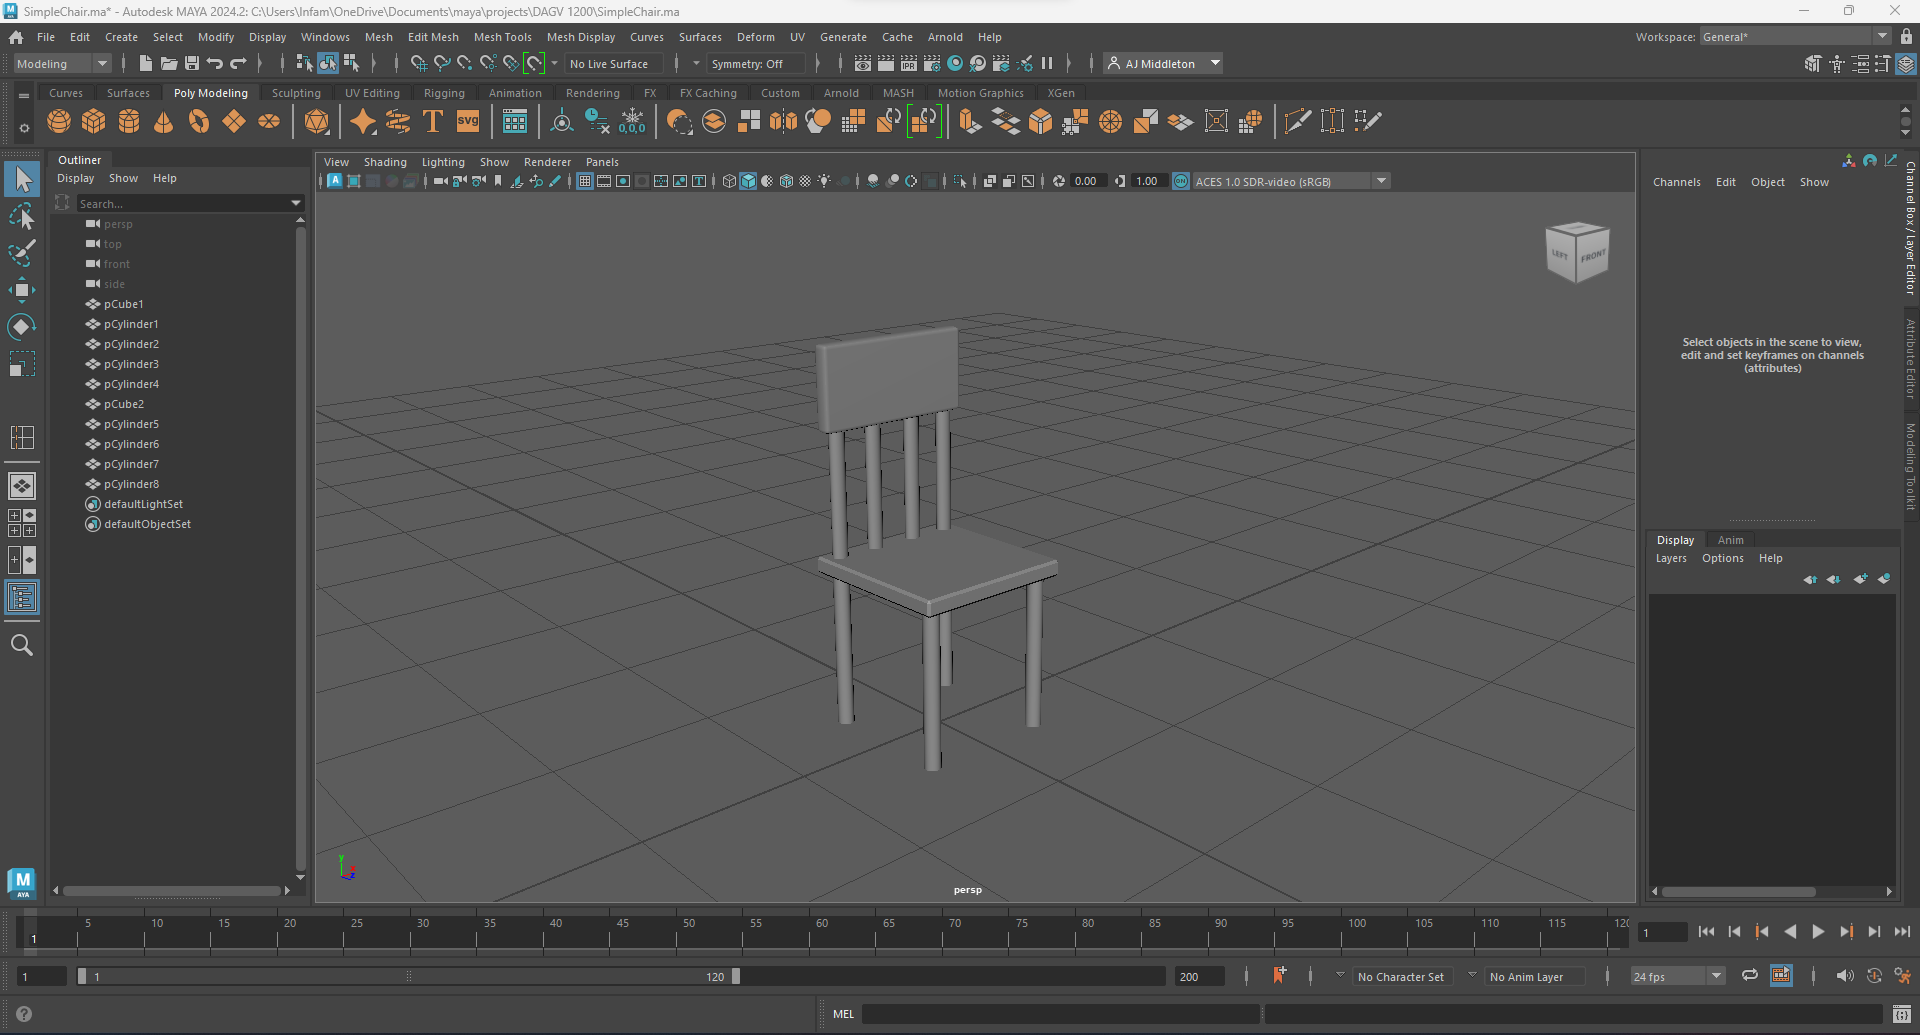 SimpleChair.ma* - Autodesk MAYA 2024.2: C:\Users\Infam\OneDrive\Documents\maya\projects\DAGV 1200\SimpleChair.ma
File Edit Create Select Modify Display Windows Mesh Edit Mesh Mesh Tools Mesh Display Curves Surfaces Deform UV Generate Cache Arnold Help Workspace: General*
Modeling No Live Surface Symmetry: Off IPR AJ Middleton
Curves Surfaces Poly Modeling Sculpting UV Editing Rigging Animation Rendering FX FX Caching Custom Arnold MASH Motion Graphics XGen
T svg 0,0,0
Outliner
Display Show Help
Search...
persp
top
front
side
pCube1
pCylinder1
pCylinder2
pCylinder3
pCylinder4
pCube2
pCylinder5
pCylinder6
pCylinder7
pCylinder8
defaultLightSet
defaultObjectSet
View Shading Lighting Show Renderer Panels
0.00 1.00 ON ACES 1.0 SDR-video (sRGB)
LEFT FRONT
y x z
persp
Channels Edit Object Show
Select objects in the scene to view,
edit and set keyframes on channels
(attributes)
Channel Box / Layer Editor
Attribute Editor
Modeling Toolkit
Display Anim
Layers Options Help
M
AYA
1 5 10 15 20 25 30 35 40 45 50 55 60 65 70 75 80 85 90 95 100 105 110 115 120 1
1 1 120 200 No Character Set No Anim Layer 24 fps
MEL